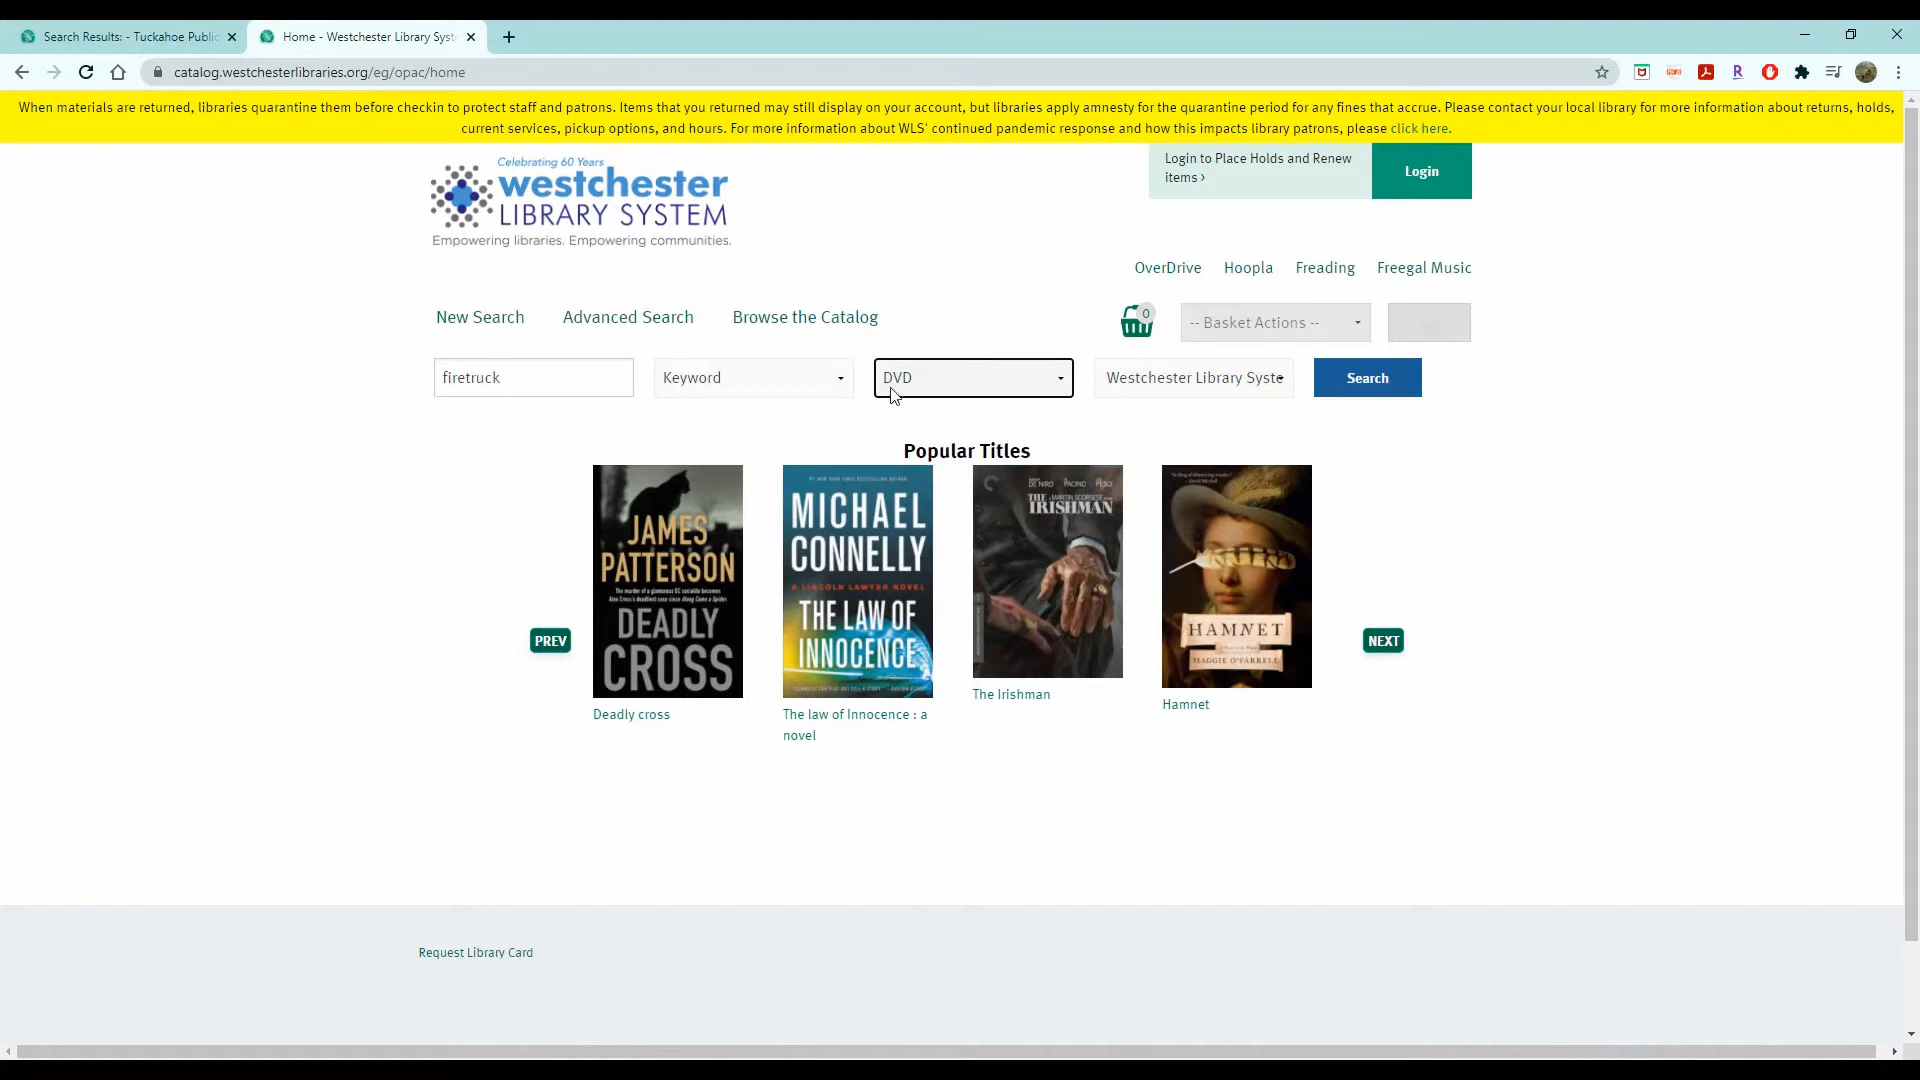 Search Results: - Tuckahoe Public
Home - Westchester Library Syst
catalog.westchesterlibraries.org/eg/opac/home
When materials are returned, libraries quarantine them before checkin to protect staff and patrons. Items that you returned may still display on your account, but libraries apply amnesty for the quarantine period for any fines that accrue. Please contact your local library for more information about returns, holds,
current services, pickup options, and hours. For more information about WLS' continued pandemic response and how this impacts library patrons, please click here.
Celebrating 60 Years
westchester
LIBRARY SYSTEM
Empowering libraries. Empowering communities.
Login to Place Holds and Renew
items ›
Login
OverDrive Hoopla Freading Freegal Music
New Search Advanced Search Browse the Catalog
0
-- Basket Actions --
firetruck
Keyword
DVD
Westchester Library Syste
Search
Popular Titles
JAMES
PATTERSON
DEADLY
CROSS
MICHAEL
CONNELLY
A LINCOLN LAWYER NOVEL
THE LAW OF
INNOCENCE
DE NIRO PACINO PESCI
A MARTIN SCORSESE
THE IRISHMAN
HAMNET
MAGGIE O'FARRELL
PREV
NEXT
Deadly cross
The law of Innocence : a
novel
The Irishman
Hamnet
Request Library Card